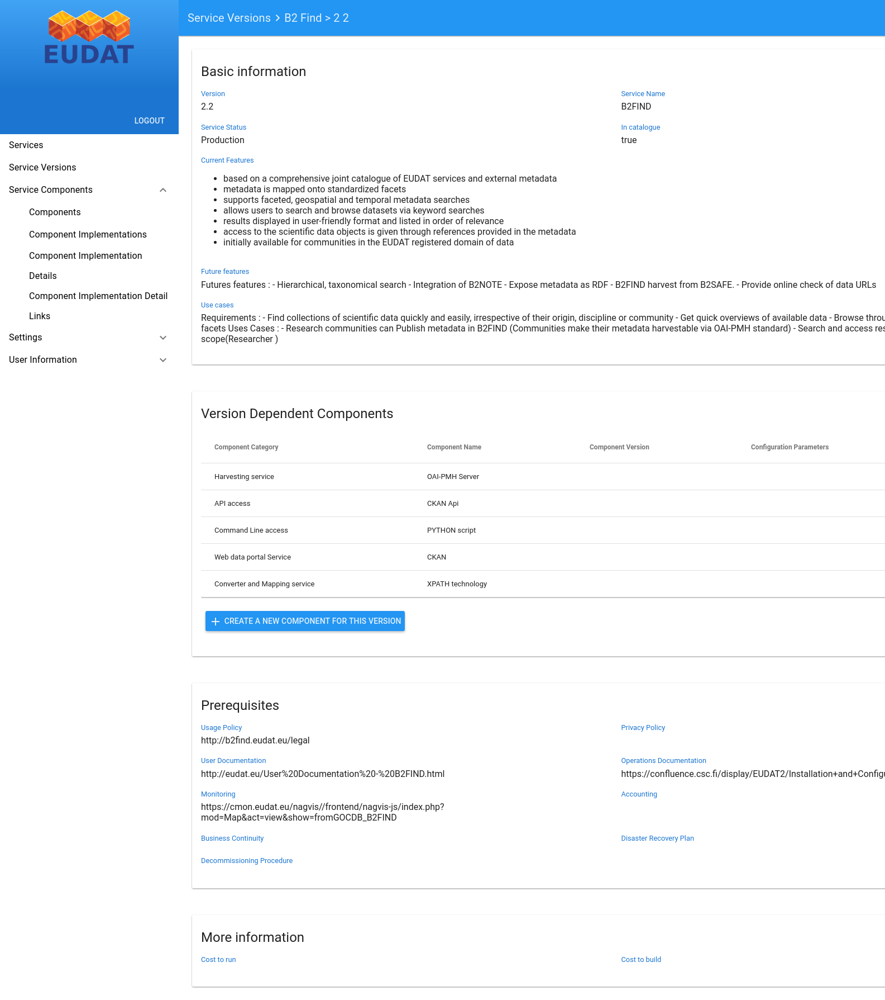 EUDAT
LOGOUT
Services
Service Versions
Service Components
Components
Component Implementations
Component Implementation
Details
Component Implementation Detail
Links
Settings
User Information
Service Versions > B2 Find > 2 2
Basic information
Version
Service Name
2.2
B2FIND
Service Status
In catalogue
Production
true
Current Features
• based on a comprehensive joint catalogue of EUDAT services and external metadata
• metadata is mapped onto standardized facets
• supports faceted, geospatial and temporal metadata searches
• allows users to search and browse datasets via keyword searches
• results displayed in user-friendly format and listed in order of relevance
• access to the scientific data objects is given through references provided in the metadata
• initially available for communities in the EUDAT registered domain of data
Future features
Futures features : - Hierarchical, taxonomical search - Integration of B2NOTE - Expose metadata as RDF - B2FIND harvest from B2SAFE. - Provide online check of data URLs
Use cases
Requirements : - Find collections of scientific data quickly and easily, irrespective of their origin, discipline or community - Get quick overviews of available data - Browse
facets Uses Cases : - Research communities can Publish metadata in B2FIND (Communities make their metadata harvestable via OAI-PMH standard) - Search and access
scope(Researcher )
Version Dependent Components
Component Category Component Name Component Version Configuration Parameters
Harvesting service OAI-PMH Server
API access CKAN Api
Command Line access PYTHON script
Web data portal Service CKAN
Converter and Mapping service XPATH technology
+ CREATE A NEW COMPONENT FOR THIS VERSION
Prerequisites
Usage Policy
Privacy Policy
http://b2find.eudat.eu/legal
User Documentation
Operations Documentation
http://eudat.eu/User%20Documentation%20-%20B2FIND.html
https://confluence.csc.fi/display/EUDAT2/Installation+and+Config
Monitoring
Accounting
https://cmon.eudat.eu/nagvis//frontend/nagvis-js/index.php?
mod=Map&act=view&show=fromGOCDB_B2FIND
Business Continuity
Disaster Recovery Plan
Decommissioning Procedure
More information
Cost to run
Cost to build